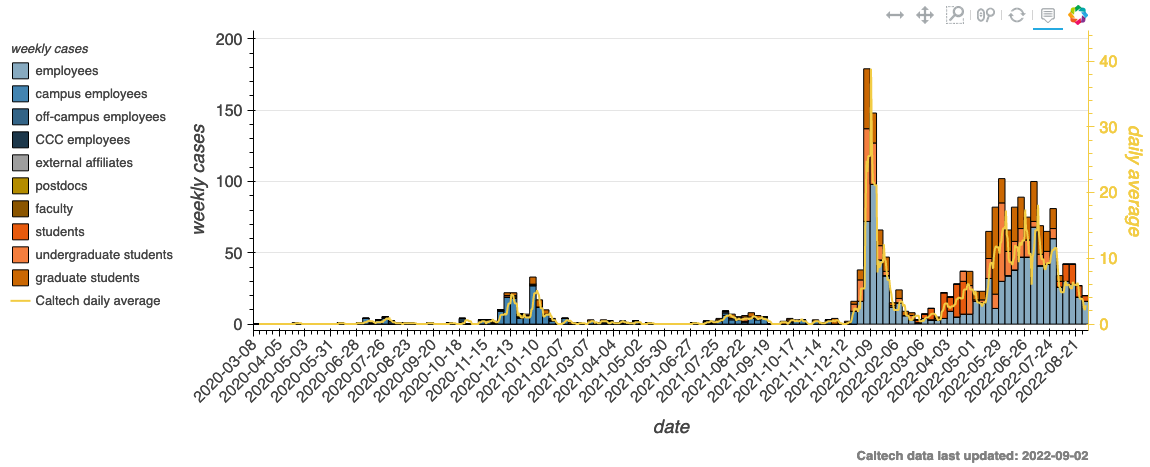 weekly cases
employees
campus employees
off-campus employees
CCC employees
external affiliates
postdocs
faculty
students
undergraduate students
graduate students
Caltech daily average
weekly cases
200
150
100
50
0
40
30
20
10
0
daily average
2020-03-08
2020-04-05
2020-05-03
2020-05-31
2020-06-28
2020-07-26
2020-08-23
2020-09-20
2020-10-18
2020-11-15
2020-12-13
2021-01-10
2021-02-07
2021-03-07
2021-04-04
2021-05-02
2021-05-30
2021-06-27
2021-07-25
2021-08-22
2021-09-19
2021-10-17
2021-11-14
2021-12-12
2022-01-09
2022-02-06
2022-03-06
2022-04-03
2022-05-01
2022-05-29
2022-06-26
2022-07-24
2022-08-21
date
Caltech data last updated: 2022-09-02